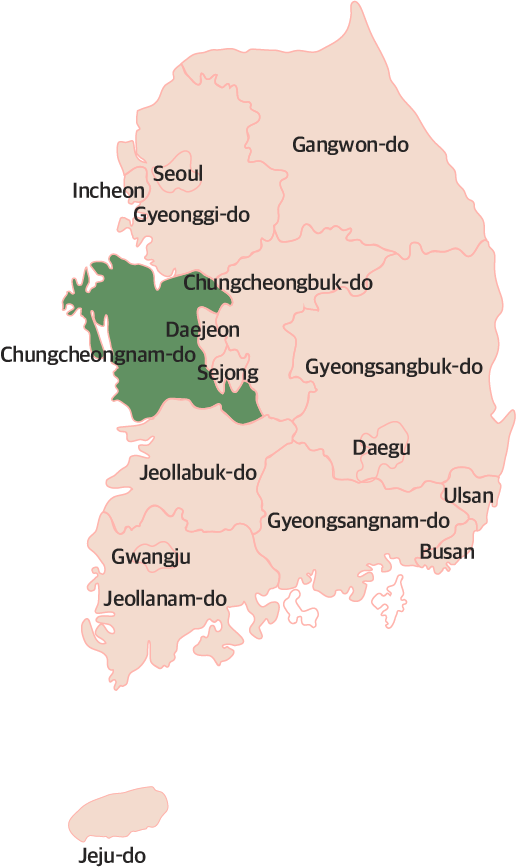 Gangwon-do
Seoul
Incheon
Gyeonggi-do
Chungcheongbuk-do
Daejeon
Chungcheongnam-do
Sejong
Gyeongsangbuk-do
Daegu
Jeollabuk-do
Ulsan
Gyeongsangnam-do
Busan
Gwangju
Jeollanam-do
Jeju-do